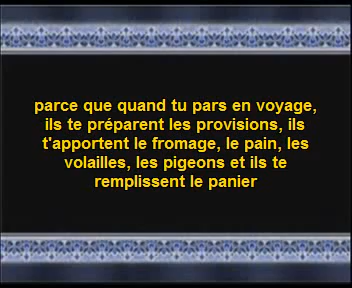 parce que quand tu pars en voyage,
ils te préparent les provisions, ils
t'apportent le fromage, le pain, les
volailles, les pigeons et ils te
remplissent le panier